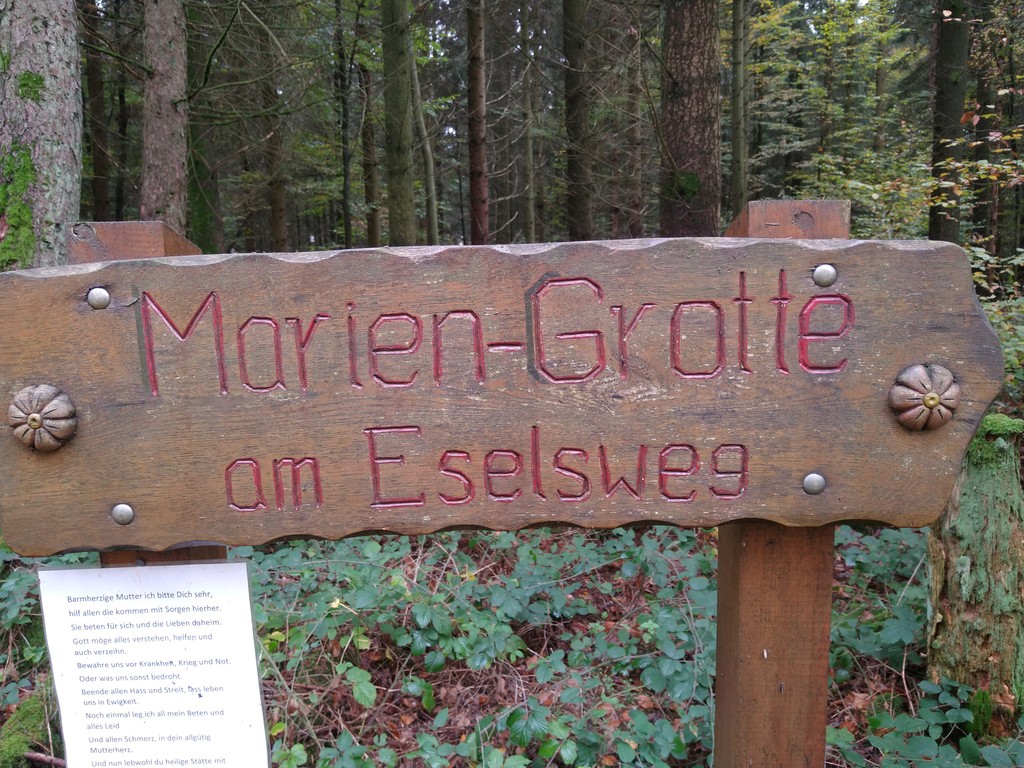 Marien-Grotte
am Eselsweg
Barmherzige Mutter ich bitte Dich sehr,
hilf allen die kommen mit Sorgen hierher.
Sie beten für sich und die Lieben daheim.
Gott möge alles verstehen, helfen und
auch verzeihn.
Bewahre uns vor Krankheit, Krieg und Not.
Oder was uns sonst bedroht.
Beende allen Hass und Streit, lass leben
uns in Ewigkeit.
Noch einmal leg ich all mein Beten und
alles Leid
Und allen Schmerz, in dein allgütig
Mutterherz.
Und nun lebwohl du heilige Stätte mit